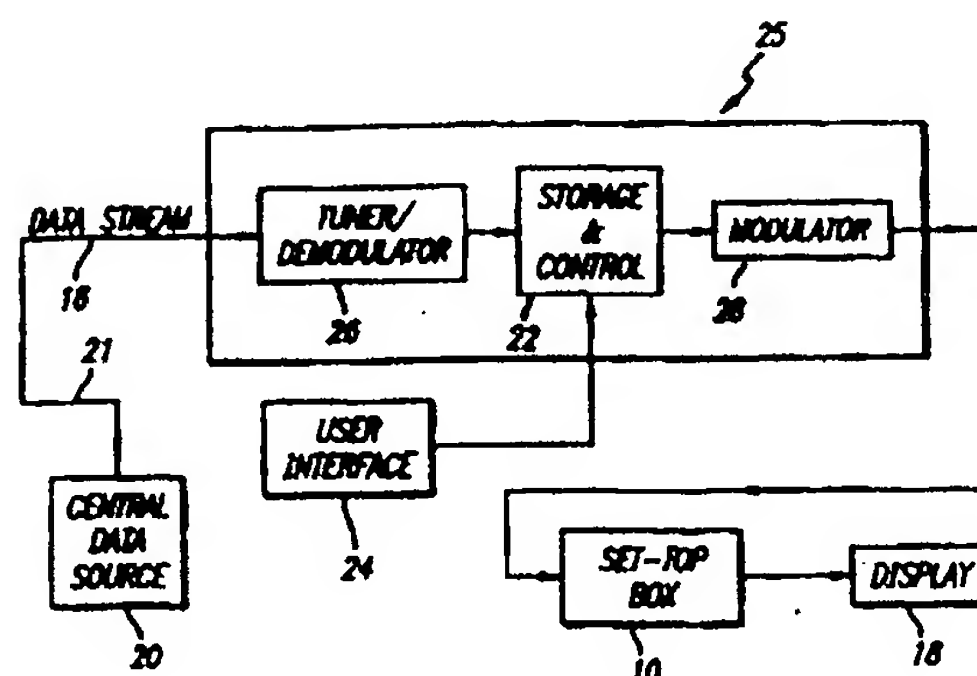 25
DATA STREAM
TUNER/
DEMODULATOR
26
STORAGE
&
CONTROL
22
MODULATOR
28
21
USER
INTERFACE
24
CENTRAL
DATA
SOURCE
20
SET-TOP
BOX
10
DISPLAY
18